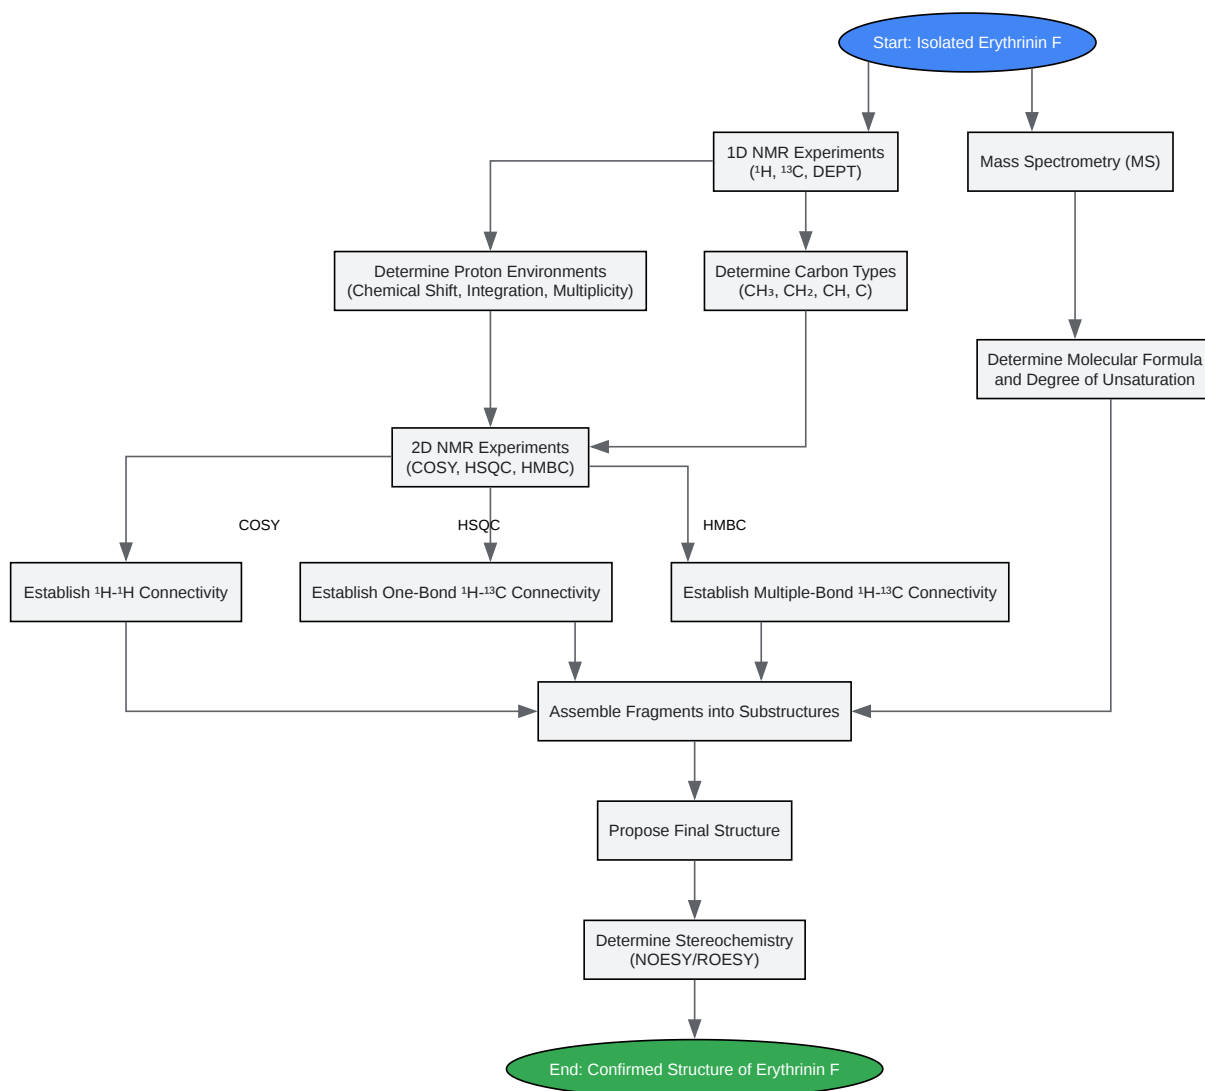 Start: Isolated Erythrinin F
1D NMR Experiments
(¹H, ¹³C, DEPT)
Mass Spectrometry (MS)
Determine Proton Environments
(Chemical Shift, Integration, Multiplicity)
Determine Carbon Types
(CH₃, CH₂, CH, C)
Determine Molecular Formula
and Degree of Unsaturation
2D NMR Experiments
(COSY, HSQC, HMBC)
COSY
HSQC
HMBC
Establish ¹H-¹H Connectivity
Establish One-Bond ¹H-¹³C Connectivity
Establish Multiple-Bond ¹H-¹³C Connectivity
Assemble Fragments into Substructures
Propose Final Structure
Determine Stereochemistry
(NOESY/ROESY)
End: Confirmed Structure of Erythrinin F